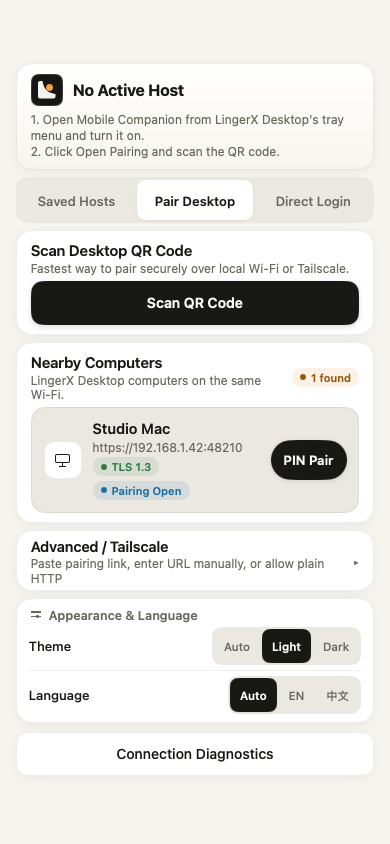 No Active Host
1. Open Mobile Companion from LingerX Desktop's tray
menu and turn it on.
2. Click Open Pairing and scan the QR code.
Saved Hosts
Pair Desktop
Direct Login
Scan Desktop QR Code
Fastest way to pair securely over local Wi-Fi or Tailscale.
Scan QR Code
Nearby Computers
LingerX Desktop computers on the same
Wi-Fi.
1 found
Studio Mac
https://192.168.1.42:48210
TLS 1.3
Pairing Open
PIN Pair
Advanced / Tailscale
Paste pairing link, enter URL manually, or allow plain
HTTP
Appearance & Language
Theme
Auto
Light
Dark
Language
Auto
EN
中文
Connection Diagnostics